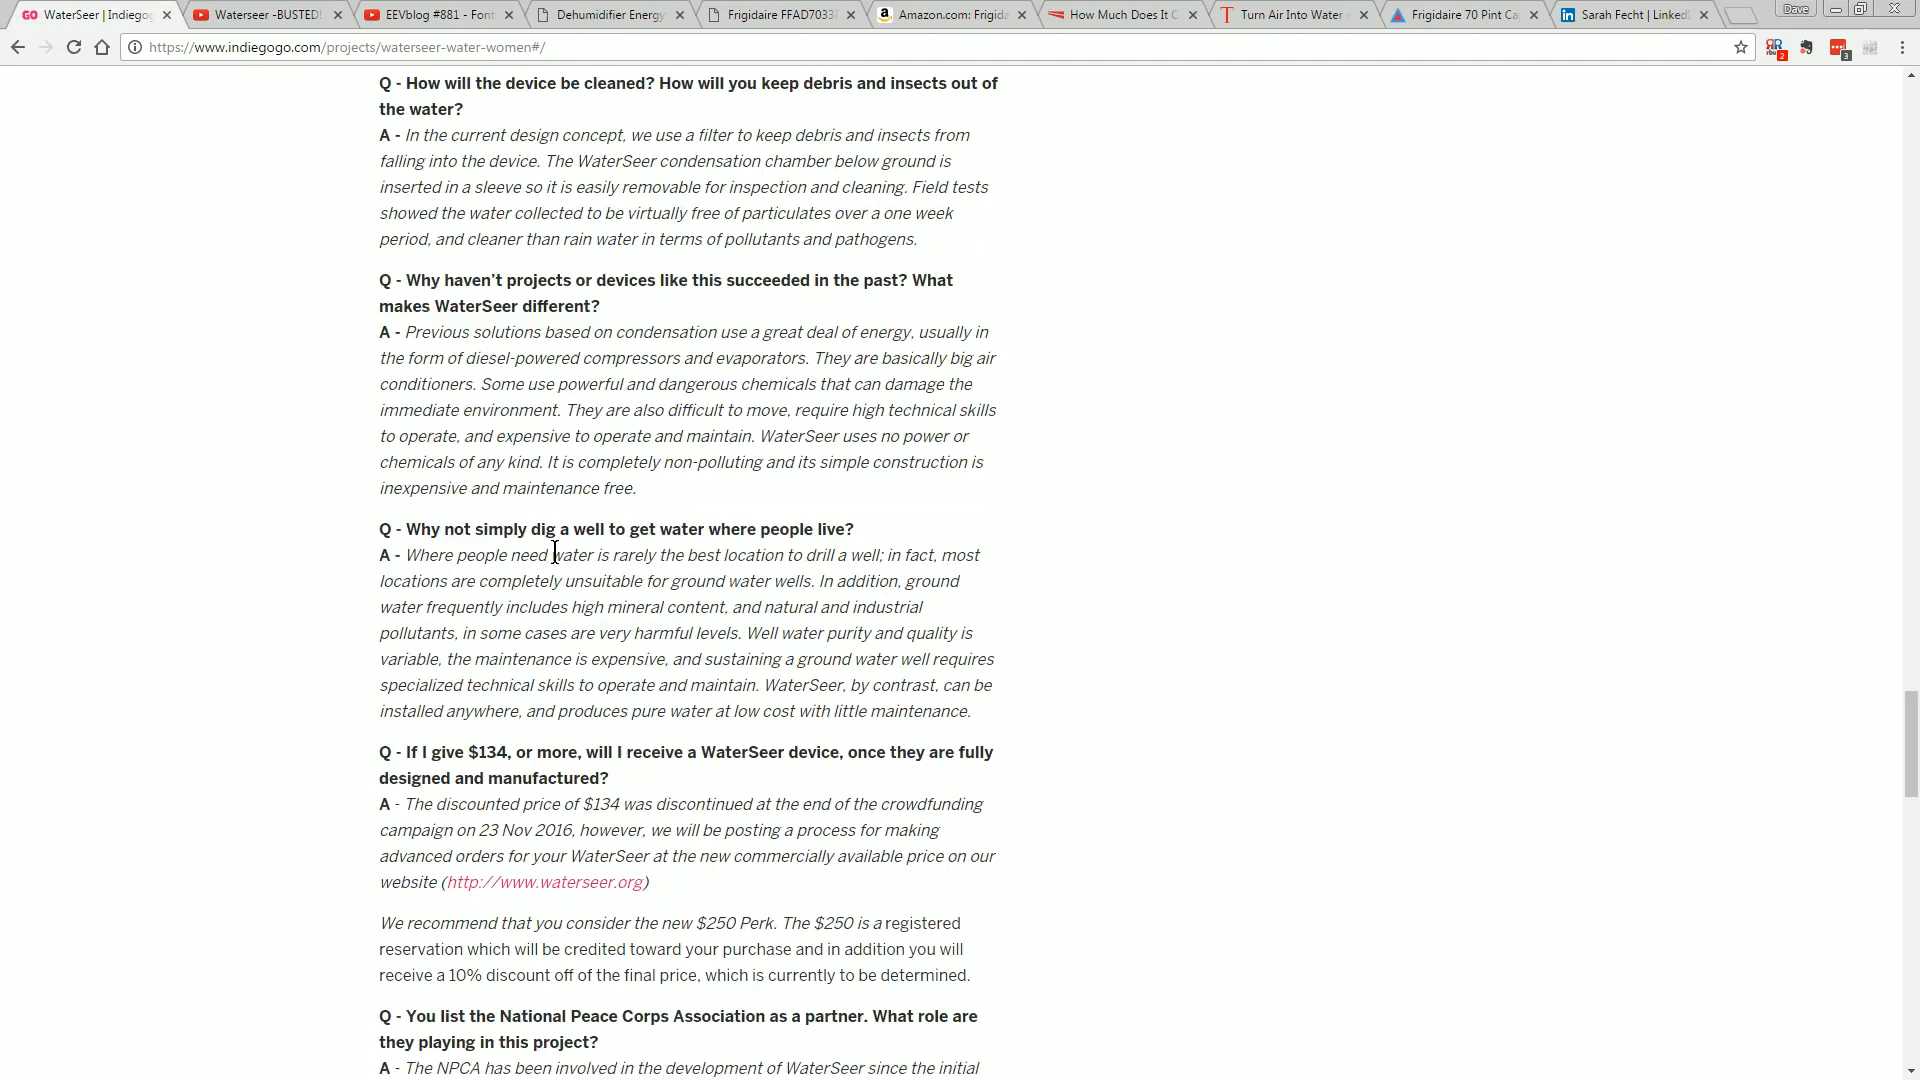 WaterSeer | Indiegog
Waterseer -BUSTED!
EEVblog #881 - Font
Dehumidifier Energy
Frigidaire FFAD7033R
Amazon.com: Frigida
How Much Does It C
Turn Air Into Water w
Frigidaire 70 Pint Cap
Sarah Fecht | LinkedI
Dave
https://www.indiegogo.com/projects/waterseer-water-women#/
Q - How will the device be cleaned? How will you keep debris and insects out of
the water?
A - In the current design concept, we use a filter to keep debris and insects from
falling into the device. The WaterSeer condensation chamber below ground is
inserted in a sleeve so it is easily removable for inspection and cleaning. Field tests
showed the water collected to be virtually free of particulates over a one week
period, and cleaner than rain water in terms of pollutants and pathogens.
Q - Why haven't projects or devices like this succeeded in the past? What
makes WaterSeer different?
A - Previous solutions based on condensation use a great deal of energy, usually in
the form of diesel-powered compressors and evaporators. They are basically big air
conditioners. Some use powerful and dangerous chemicals that can damage the
immediate environment. They are also difficult to move, require high technical skills
to operate, and expensive to operate and maintain. WaterSeer uses no power or
chemicals of any kind. It is completely non-polluting and its simple construction is
inexpensive and maintenance free.
Q - Why not simply dig a well to get water where people live?
A - Where people need water is rarely the best location to drill a well; in fact, most
locations are completely unsuitable for ground water wells. In addition, ground
water frequently includes high mineral content, and natural and industrial
pollutants, in some cases are very harmful levels. Well water purity and quality is
variable, the maintenance is expensive, and sustaining a ground water well requires
specialized technical skills to operate and maintain. WaterSeer, by contrast, can be
installed anywhere, and produces pure water at low cost with little maintenance.
Q - If I give $134, or more, will I receive a WaterSeer device, once they are fully
designed and manufactured?
A - The discounted price of $134 was discontinued at the end of the crowdfunding
campaign on 23 Nov 2016, however, we will be posting a process for making
advanced orders for your WaterSeer at the new commercially available price on our
website (http://www.waterseer.org)
We recommend that you consider the new $250 Perk. The $250 is a registered
reservation which will be credited toward your purchase and in addition you will
receive a 10% discount off of the final price, which is currently to be determined.
Q - You list the National Peace Corps Association as a partner. What role are
they playing in this project?
A - The NPCA has been involved in the development of WaterSeer since the initial